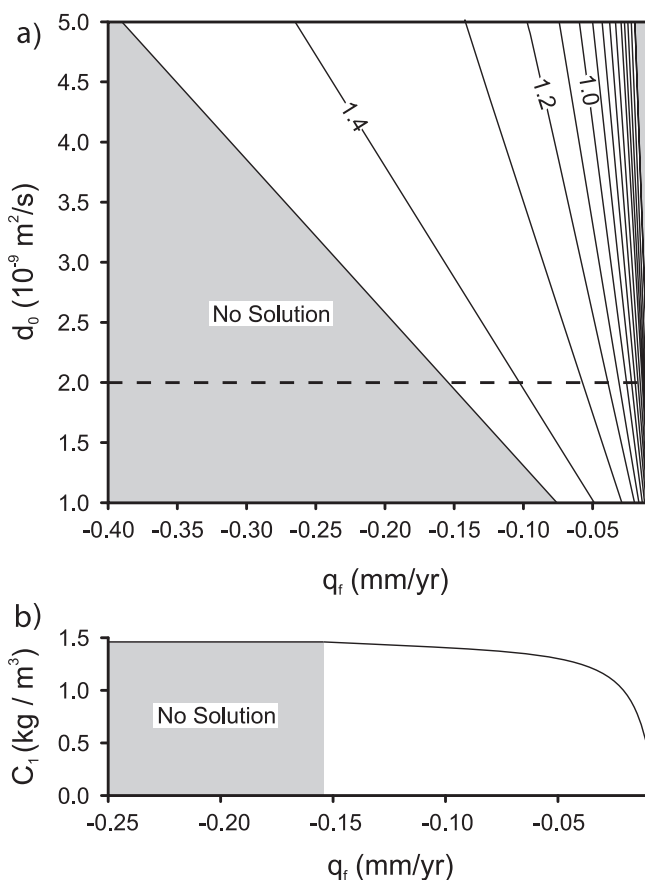 a)
5.0
4.5
4.0
3.5
3.0
2.5
2.0
1.5
1.0
d₀ (10⁻⁹ m²/s)
1.4
1.2
1.0
No Solution
-0.40 -0.35 -0.30 -0.25 -0.20 -0.15 -0.10 -0.05
q_f (mm/yr)
b)
1.5
1.0
0.5
0.0
C₁ (kg / m³)
No Solution
-0.25 -0.20 -0.15 -0.10 -0.05
q_f (mm/yr)